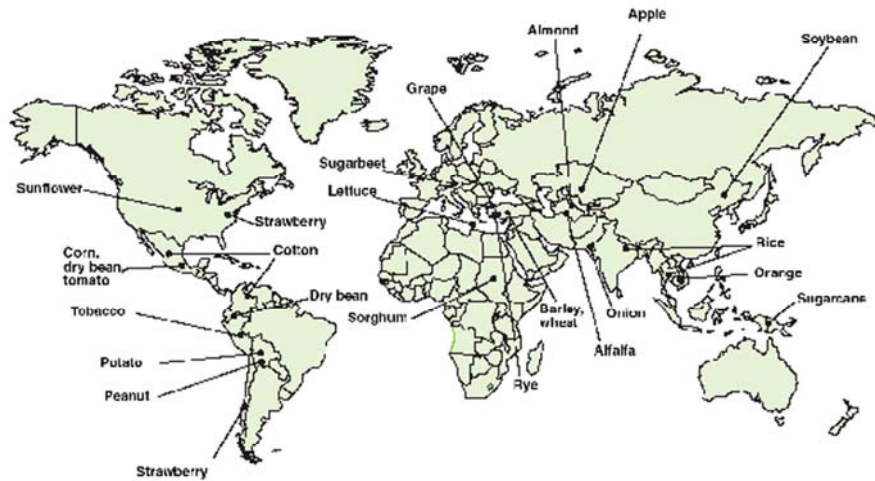 Almond
Apple
Soybean
Grape
Sugarbeet
Lettuce
Sunflower
Strawberry
Corn,
dry bean,
tomato
Cotton
Rice
Orange
Dry bean
Tobacco
Sorghum
Barley,
wheat
Onion
Sugarcans
Alfalfa
Potato
Peanut
Rye
Strawberry